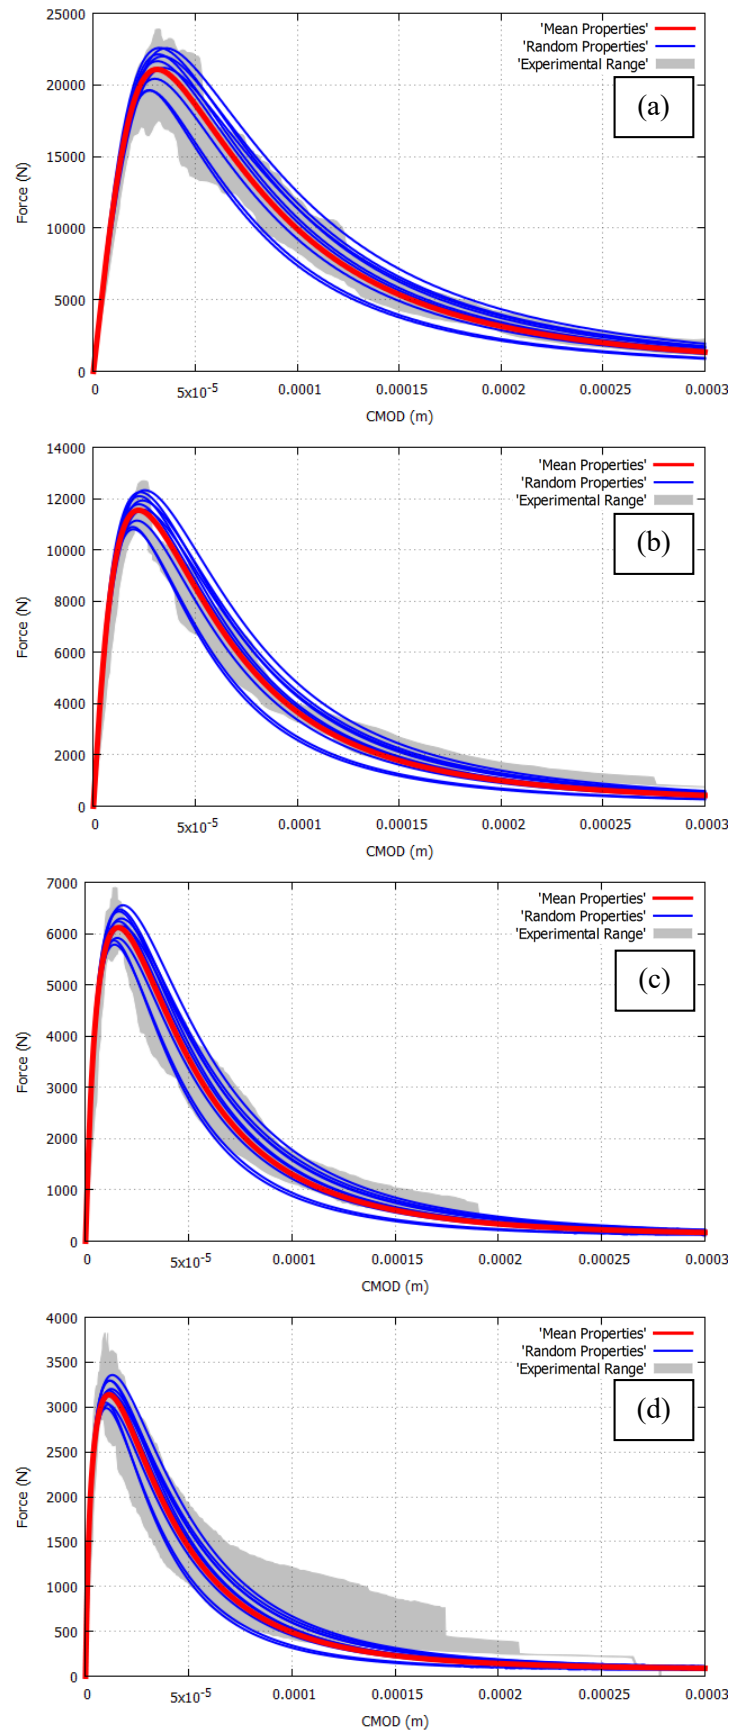 25000
20000
15000
10000
5000
0
Force (N)
'Mean Properties'
'Random Properties'
'Experimental Range'
(a)
0
5x10-5
0.0001
0.00015
0.0002
0.00025
0.0003
CMOD (m)
14000
12000
10000
8000
6000
4000
2000
0
Force (N)
'Mean Properties'
'Random Properties'
'Experimental Range'
(b)
0
5x10-5
0.0001
0.00015
0.0002
0.00025
0.0003
CMOD (m)
7000
6000
5000
4000
3000
2000
1000
0
Force (N)
'Mean Properties'
'Random Properties'
'Experimental Range'
(c)
0
5x10-5
0.0001
0.00015
0.0002
0.00025
0.0003
CMOD (m)
4000
3500
3000
2500
2000
1500
1000
500
0
Force (N)
'Mean Properties'
'Random Properties'
'Experimental Range'
(d)
0
5x10-5
0.0001
0.00015
0.0002
0.00025
0.0003
CMOD (m)